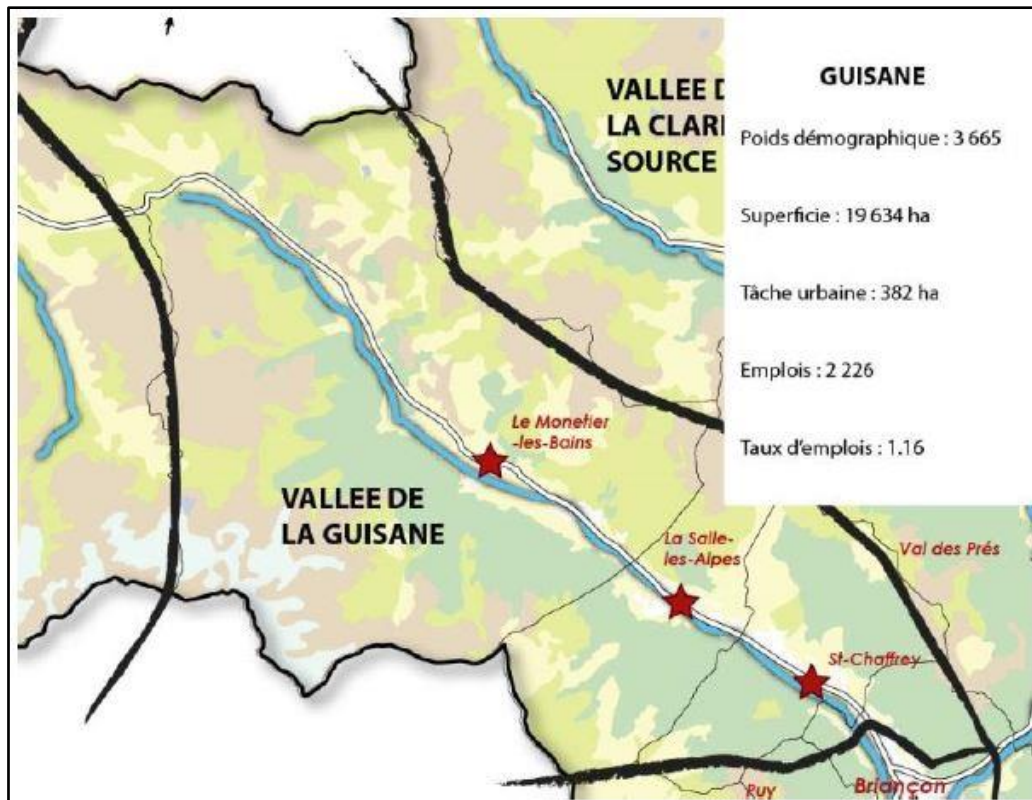 VALLEE D
LA CLARI
SOURCE
GUISANE
Poids démographique : 3 665
Superficie : 19 634 ha
Tâche urbaine : 382 ha
Emplois : 2 226
Taux d'emplois : 1.16
Le Monetier
-les-Bains
VALLEE DE
LA GUISANE
La Salle-
les-Alpes
Val des Prés
St-Chaffrey
Puy
Briançon